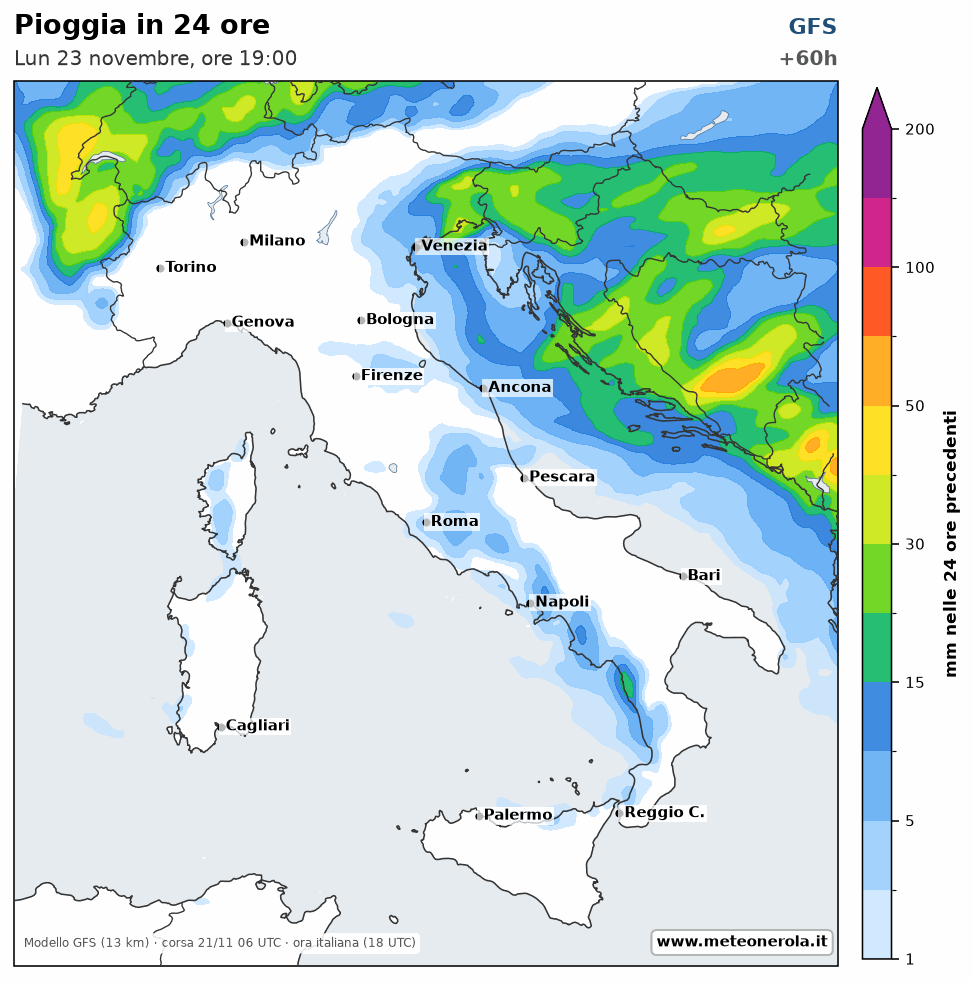 Pioggia in 24 ore
GFS
Lun 23 novembre, ore 19:00
+60h
200
100
50
30
15
5
1
mm nelle 24 ore precedenti
Milano
Venezia
Torino
Genova
Bologna
Firenze
Ancona
Pescara
Roma
Bari
Napoli
Cagliari
Palermo
Reggio C.
Modello GFS (13 km) · corsa 21/11 06 UTC · ora italiana (18 UTC)
www.meteonerola.it